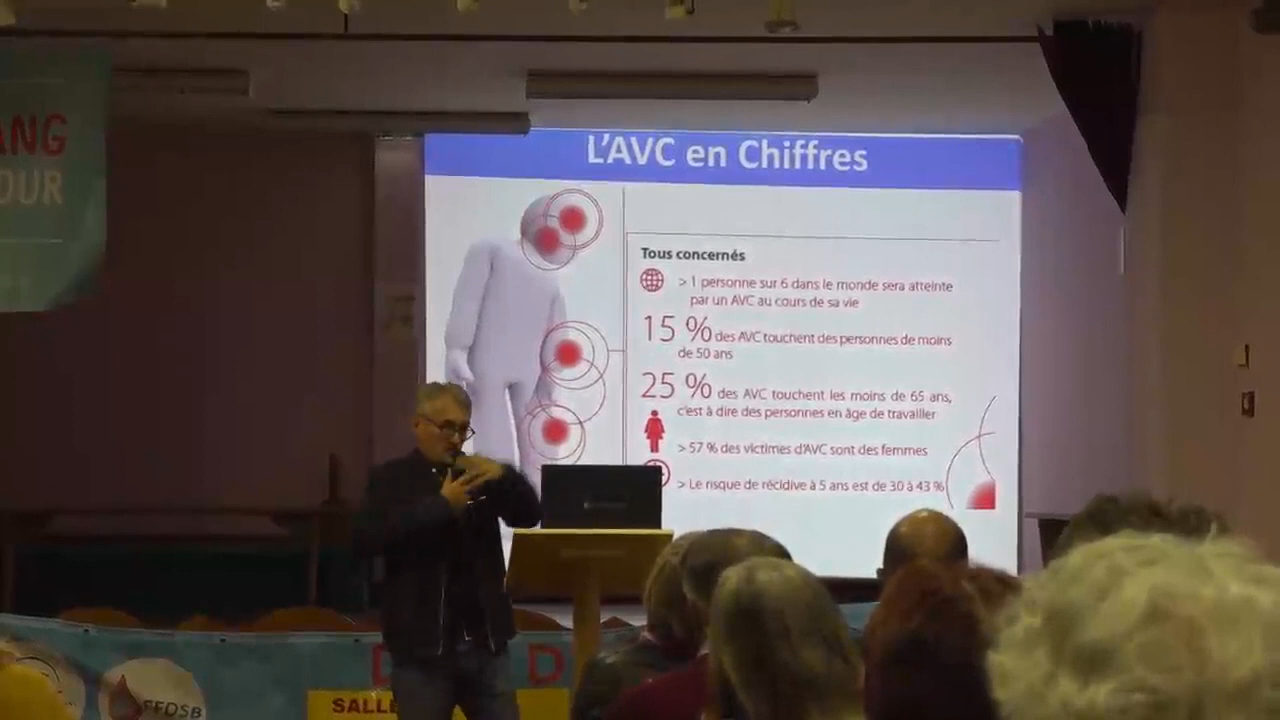 ANG
OUR
L'AVC en Chiffres
Tous concernés
> 1 personne sur 6 dans le monde sera atteinte
par un AVC au cours de sa vie
15 % des AVC touchent des personnes de moins
de 50 ans
25 % des AVC touchent les moins de 65 ans,
c'est à dire des personnes en âge de travailler
> 57 % des victimes d'AVC sont des femmes
> Le risque de récidive à 5 ans est de 30 à 43 %
D D
FFDSB
SALLE